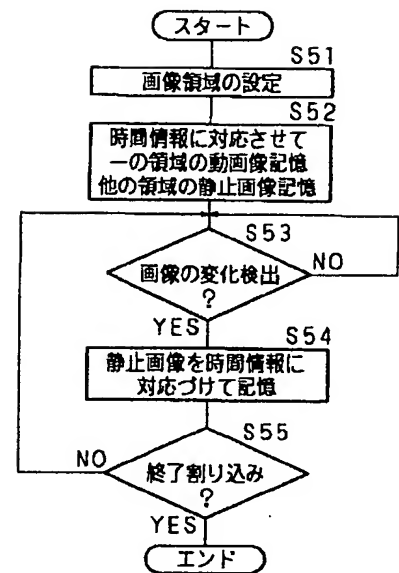 スタート
S51
画像領域の設定
S52
時間情報に対応させて
一の領域の動画像記憶
他の領域の静止画像記憶
S53
画像の変化検出
?
NO
YES
S54
静止画像を時間情報に
対応づけて記憶
S55
NO
終了割り込み
?
YES
エンド